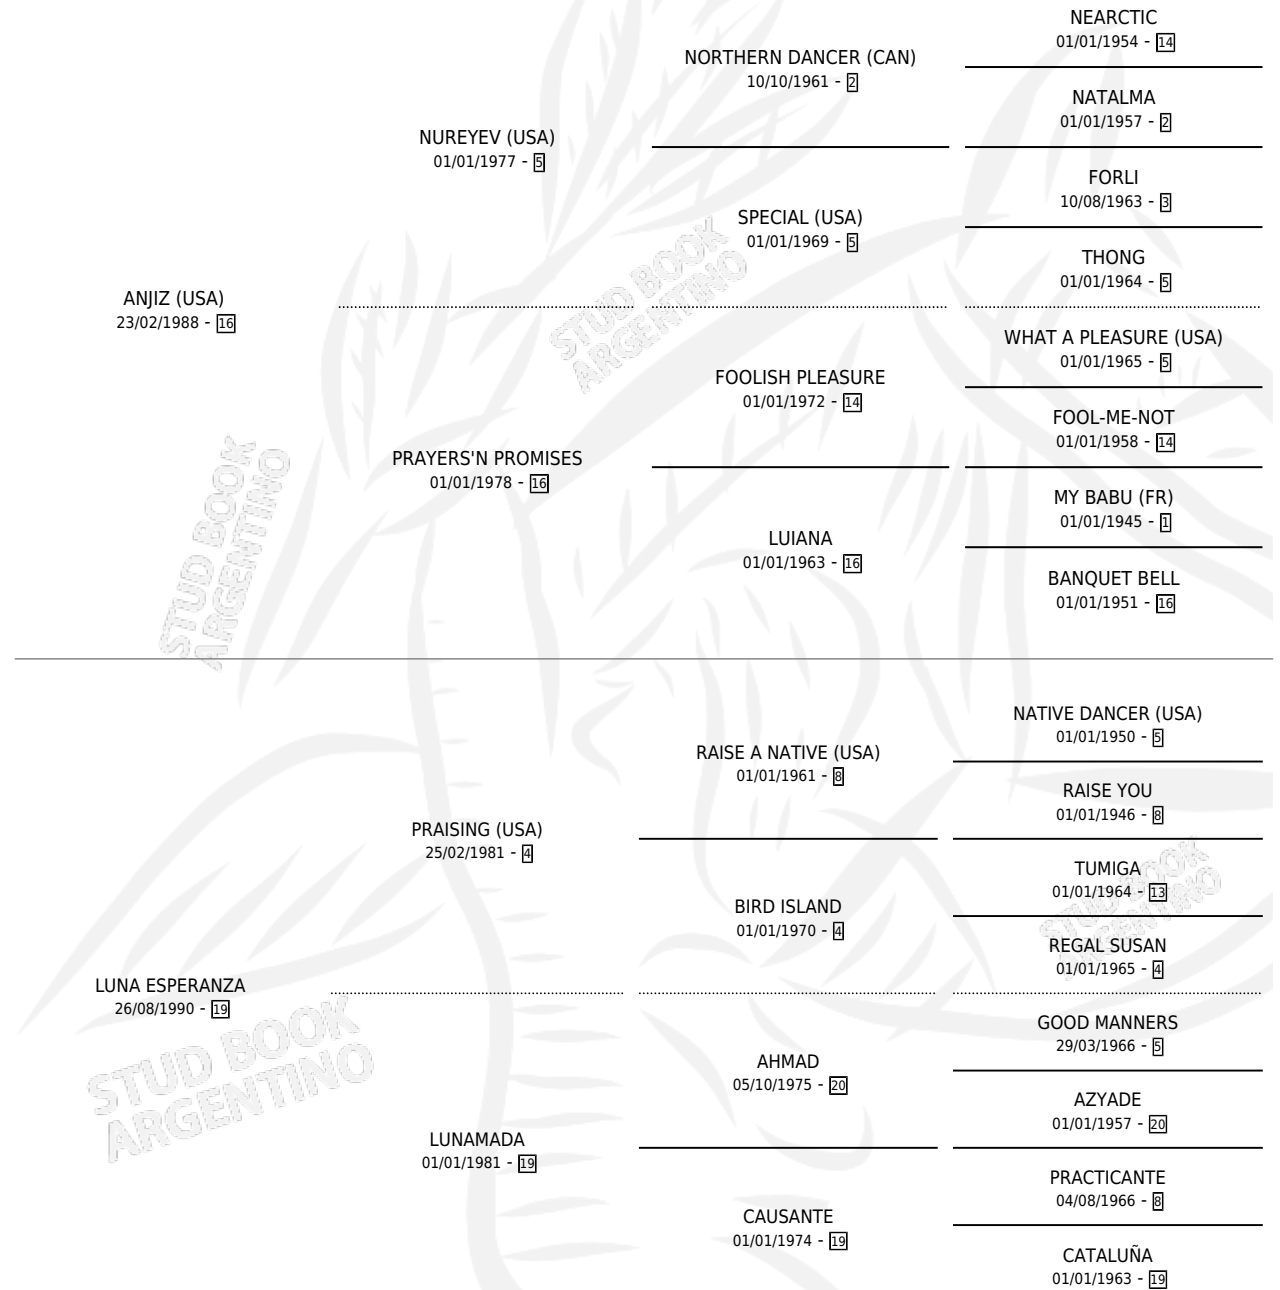 NEARCTIC
01/01/1954 - 14
NORTHERN DANCER (CAN)
10/10/1961 - 2
NATALMA
01/01/1957 - 2
NUREYEV (USA)
01/01/1977 - 5
FORLI
10/08/1963 - 3
SPECIAL (USA)
01/01/1969 - 5
THONG
01/01/1964 - 5
ANJIZ (USA)
23/02/1988 - 16
STUD BOOK
ARGENTINO
WHAT A PLEASURE (USA)
01/01/1965 - 5
FOOLISH PLEASURE
01/01/1972 - 14
FOOL-ME-NOT
01/01/1958 - 14
PRAYERS'N PROMISES
01/01/1978 - 16
MY BABU (FR)
01/01/1945 - 1
LUIANA
01/01/1963 - 16
BANQUET BELL
01/01/1951 - 16
STUD BOOK
ARGENTINO
NATIVE DANCER (USA)
01/01/1950 - 5
RAISE A NATIVE (USA)
01/01/1961 - 8
RAISE YOU
01/01/1946 - 8
PRAISING (USA)
25/02/1981 - 4
TUMIGA
01/01/1964 - 13
STUD BOOK
ARGENTINO
BIRD ISLAND
01/01/1970 - 4
REGAL SUSAN
01/01/1965 - 4
LUNA ESPERANZA
26/08/1990 - 19
STUD BOOK
ARGENTINO
GOOD MANNERS
29/03/1966 - 5
AHMAD
05/10/1975 - 20
AZYADE
01/01/1957 - 20
LUNAMADA
01/01/1981 - 19
PRACTICANTE
04/08/1966 - 8
CAUSANTE
01/01/1974 - 19
CATALUÑA
01/01/1963 - 19